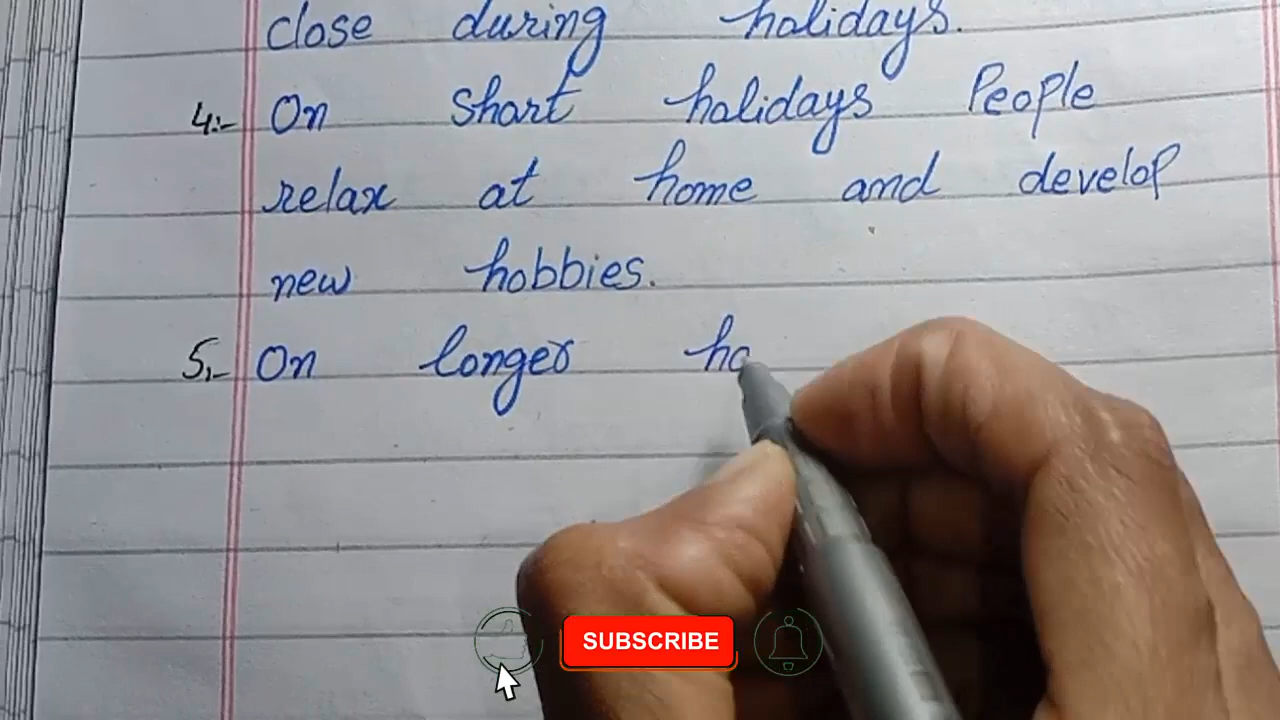 close during holidays.
4:- On short holidays People
relax at home and develop
new hobbies.
5:- On longer ho
SUBSCRIBE